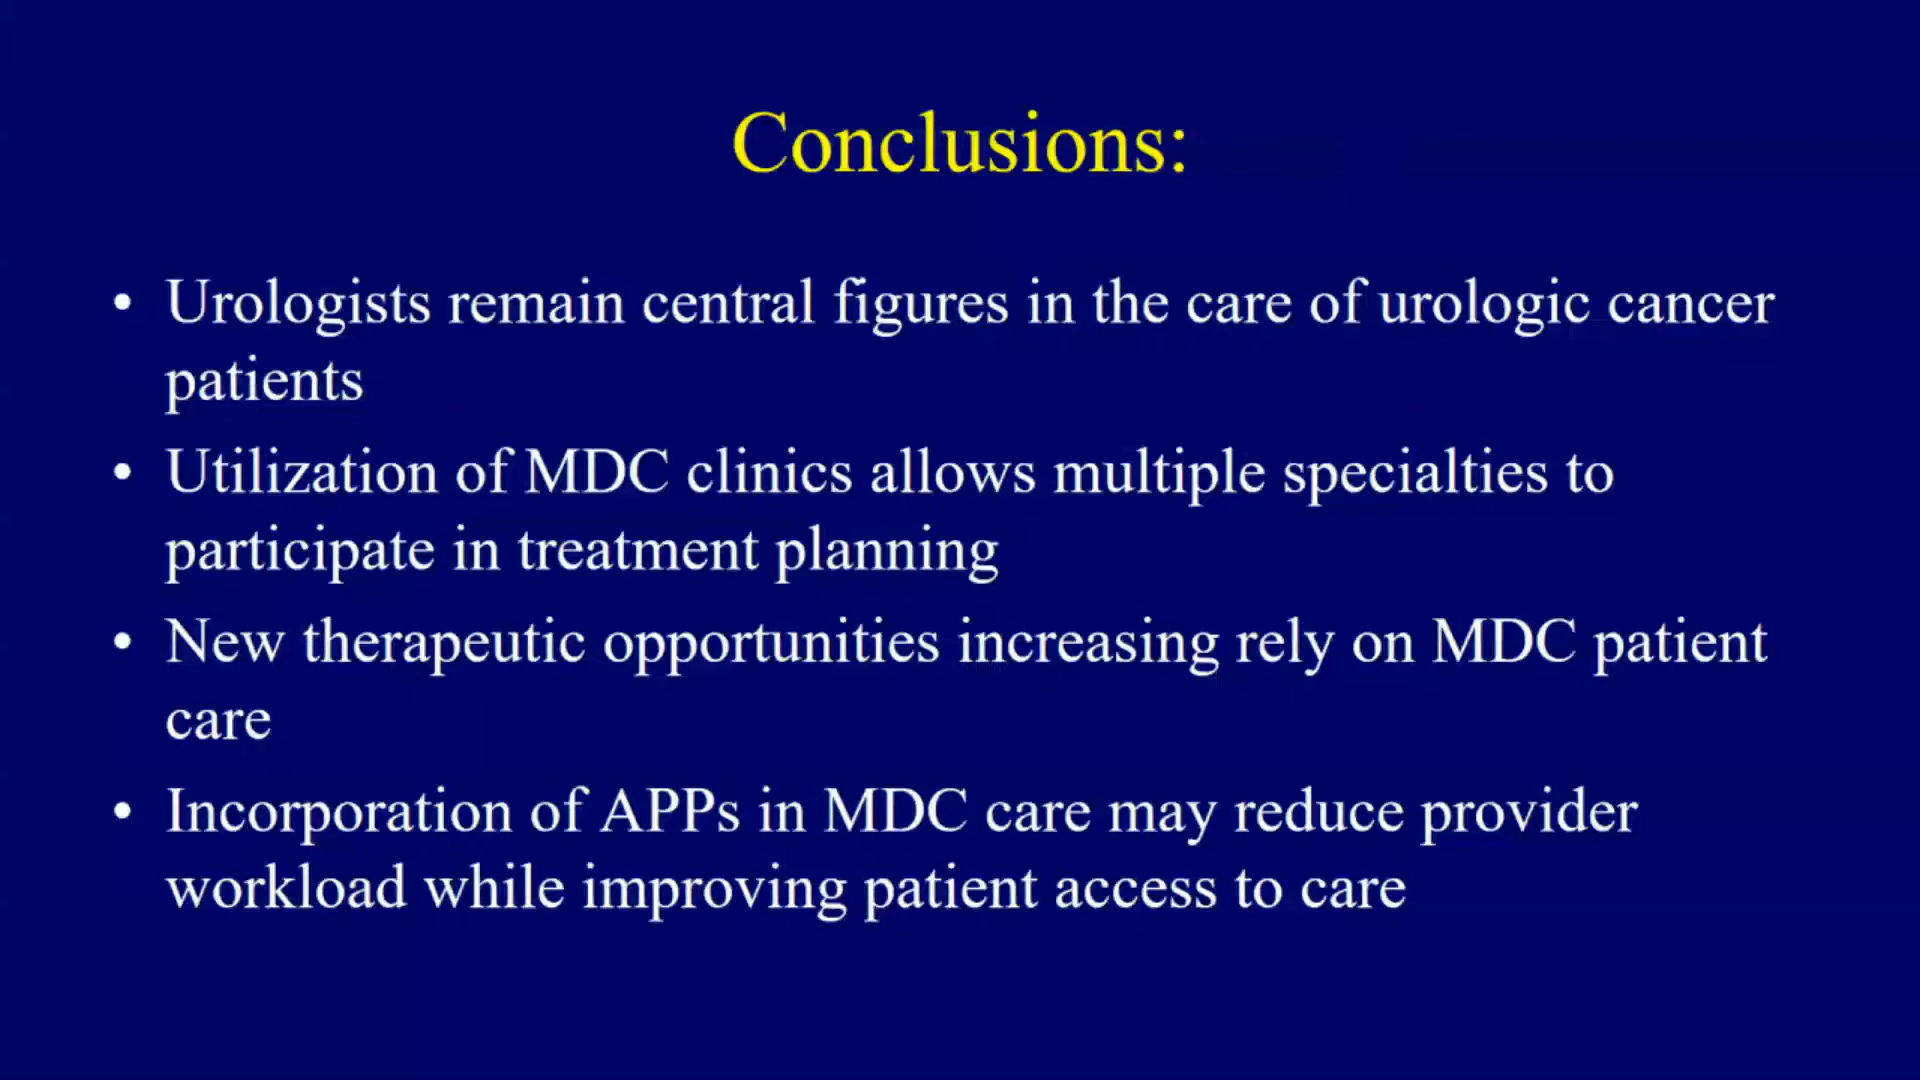 Conclusions:
• Urologists remain central figures in the care of urologic cancer
patients
• Utilization of MDC clinics allows multiple specialties to
participate in treatment planning
• New therapeutic opportunities increasing rely on MDC patient
care
• Incorporation of APPs in MDC care may reduce provider
workload while improving patient access to care